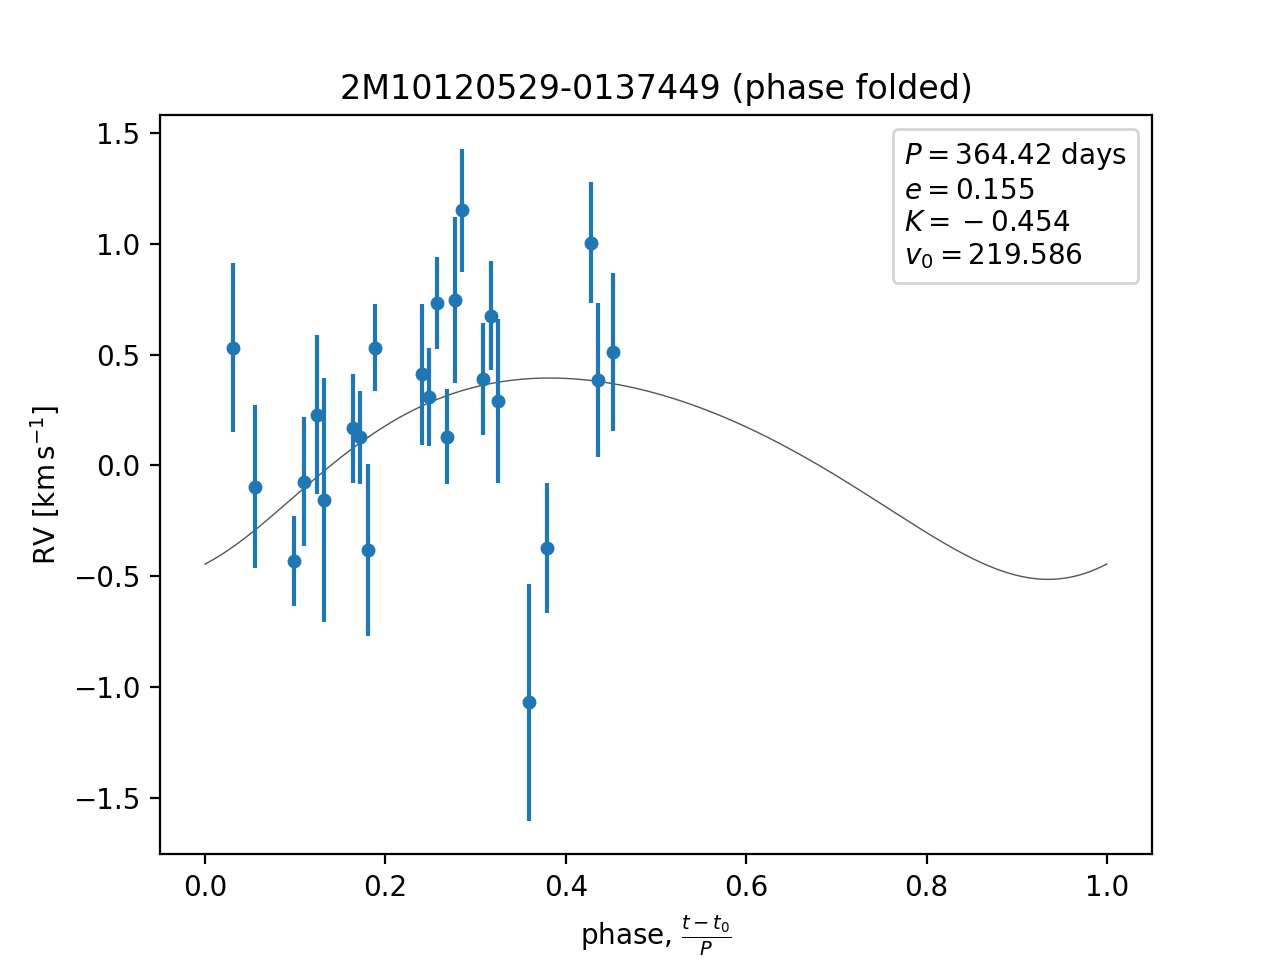 2M10120529-0137449 (phase folded)
P = 364.42 days
e = 0.155
K = −0.454
v₀ = 219.586
RV [km s⁻¹]
1.5
1.0
0.5
0.0
−0.5
−1.0
−1.5
0.0 0.2 0.4 0.6 0.8 1.0
phase, (t − t₀)/P